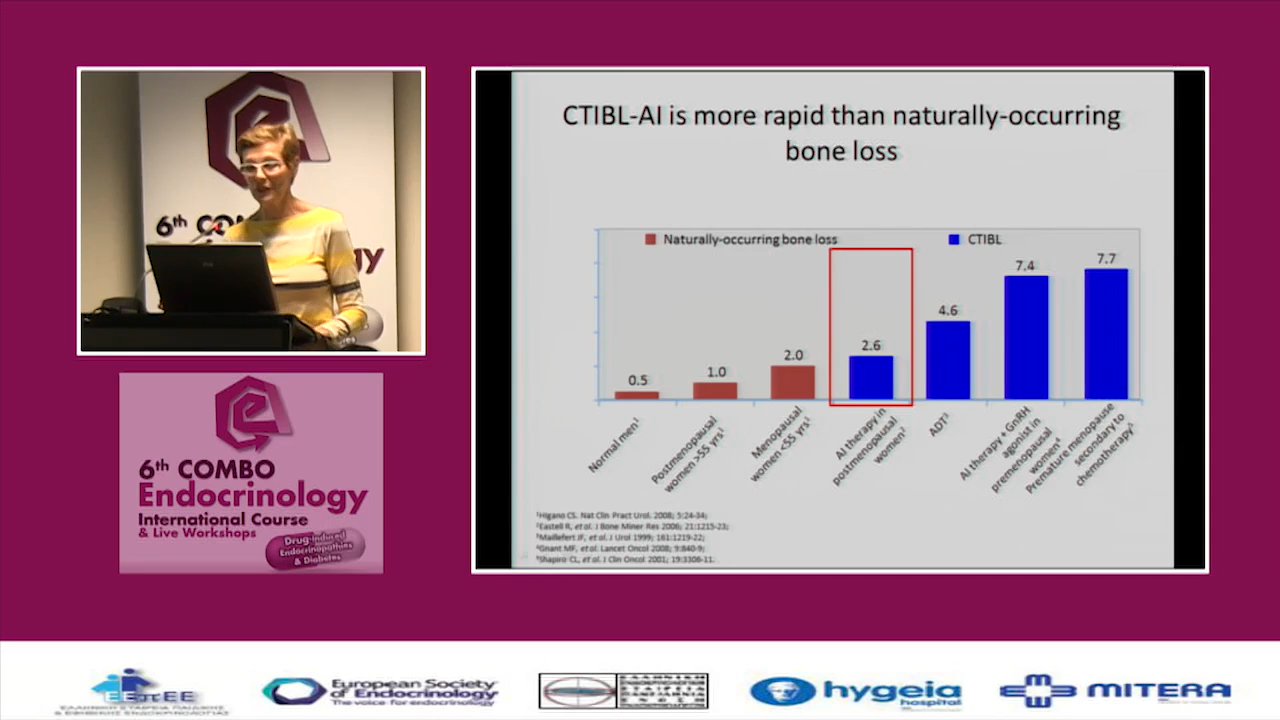 6th COM
gy
6th COMBO
Endocrinology
International Course
& Live Workshops
Drug-induced
Endocrinopathies
& Diabetes
CTIBL-AI is more rapid than naturally-occurring
bone loss
Naturally-occurring bone loss
CTIBL
0.5
1.0
2.0
2.6
4.6
7.4
7.7
Normal men¹
Postmenopausal
women >55 yrs¹
Menopausal
women <55 yrs¹
AI therapy in
postmenopausal
women²
ADT³
AI therapy + GnRH
agonist in
premenopausal
women⁴
Premature menopause
secondary to
chemotherapy⁵
¹Higano CS. Nat Clin Pract Urol. 2008; 5:24-34;
²Eastell R, et al. J Bone Miner Res 2006; 21:1215-23;
³Maillefert JF, et al. J Urol 1999; 161:1219-22;
⁴Gnant MF, et al. Lancet Oncol 2008; 9:840-9;
⁵Shapiro CL, et al. J Clin Oncol 2001; 19:3306-11.
European Society
of Endocrinology
The voice for endocrinology
hygeia
hospital
MITERA